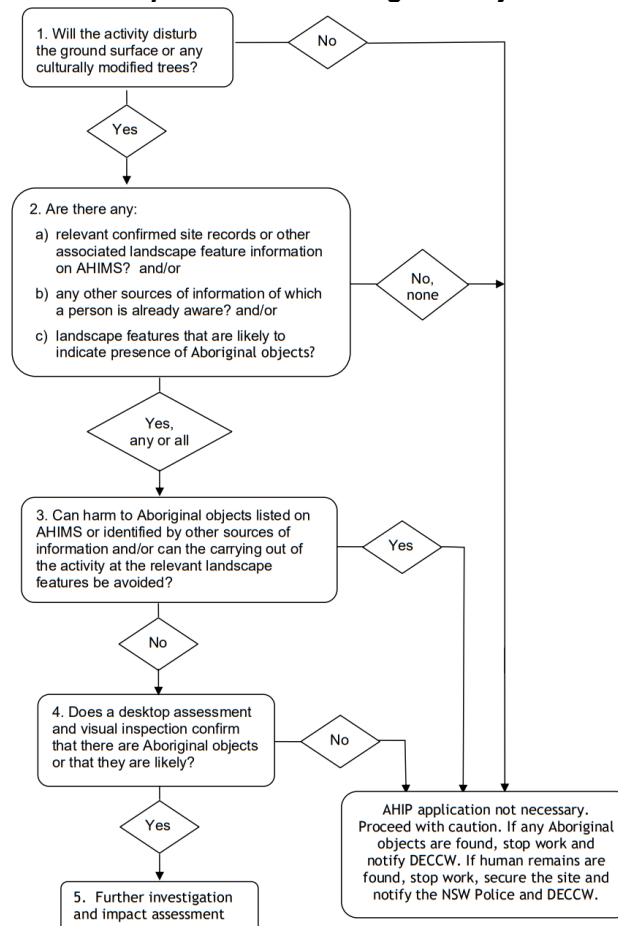 1. Will the activity disturb
the ground surface or any
culturally modified trees?
No
Yes
2. Are there any:
a) relevant confirmed site records or other
associated landscape feature information
on AHIMS? and/or
b) any other sources of information of which
a person is already aware? and/or
c) landscape features that are likely to
indicate presence of Aboriginal objects?
No,
none
Yes,
any or all
3. Can harm to Aboriginal objects listed on
AHIMS or identified by other sources of
information and/or can the carrying out of
the activity at the relevant landscape
features be avoided?
Yes
No
4. Does a desktop assessment
and visual inspection confirm
that there are Aboriginal objects
or that they are likely?
No
Yes
AHIP application not necessary.
Proceed with caution. If any Aboriginal
objects are found, stop work and
notify DECCW. If human remains are
found, stop work, secure the site and
notify the NSW Police and DECCW.
5. Further investigation
and impact assessment